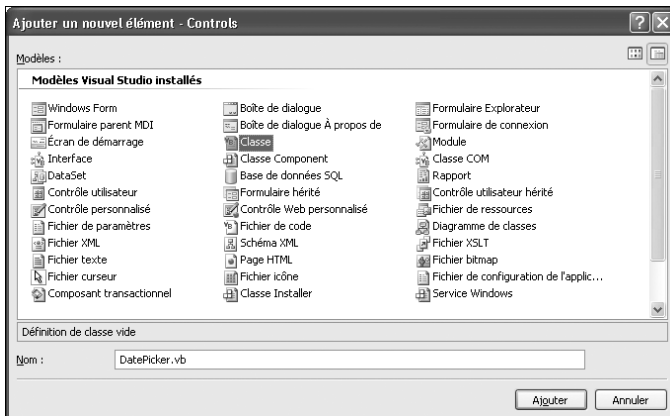 Ajouter un nouvel élément - Controls
Modèles :
Modèles Visual Studio installés
Windows Form Boîte de dialogue Formulaire Explorateur
Formulaire parent MDI Boîte de dialogue À propos de Formulaire de connexion
Écran de démarrage Classe Module
Interface Classe Component Classe COM
DataSet Base de données SQL Rapport
Contrôle utilisateur Formulaire hérité Contrôle utilisateur hérité
Contrôle personnalisé Contrôle Web personnalisé Fichier de ressources
Fichier de paramètres Fichier de code Diagramme de classes
Fichier XML Schéma XML Fichier XSLT
Fichier texte Page HTML Fichier bitmap
Fichier curseur Fichier icône Fichier de configuration de l'applic...
Composant transactionnel Classe Installer Service Windows
Définition de classe vide
Nom : DatePicker.vb
Ajouter Annuler